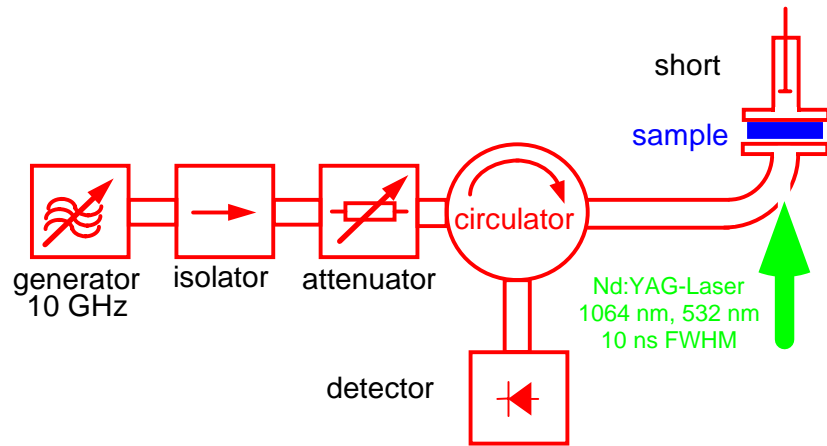 short
sample
circulator
generator
10 GHz
isolator
attenuator
Nd:YAG-Laser
1064 nm, 532 nm
10 ns FWHM
detector